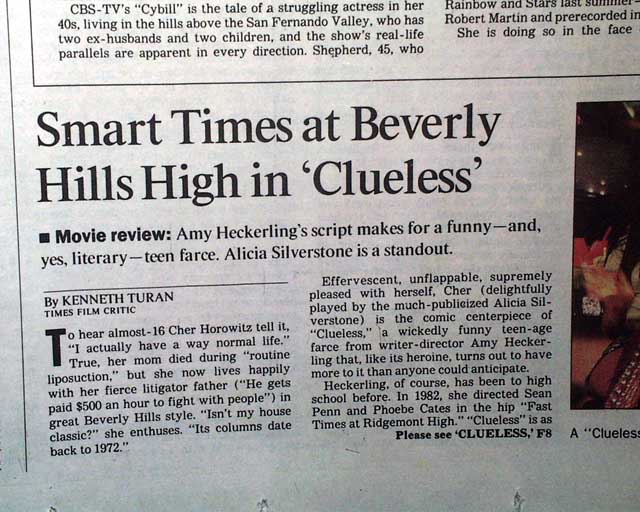 CBS-TV's "Cybill" is the tale of a struggling actress in her
40s, living in the hills above the San Fernando Valley, who has
two ex-husbands and two children, and the show's real-life
parallels are apparent in every direction. Shepherd, 45, who
Rainbow and Stars last summer—
Robert Martin and prerecorded in
She is doing so in the face
Smart Times at Beverly
Hills High in 'Clueless'
■ Movie review: Amy Heckerling's script makes for a funny—and,
yes, literary—teen farce. Alicia Silverstone is a standout.
By KENNETH TURAN
TIMES FILM CRITIC
To hear almost-16 Cher Horowitz tell it,
"I actually have a way normal life."
True, her mom died during "routine
liposuction," but she now lives happily
with her fierce litigator father ("He gets
paid $500 an hour to fight with people") in
great Beverly Hills style. "Isn't my house
classic?" she enthuses. "Its columns date
back to 1972."
Effervescent, unflappable, supremely
pleased with herself, Cher (delightfully
played by the much-publicized Alicia Sil-
verstone) is the comic centerpiece of
"Clueless," a wickedly funny teen-age
farce from writer-director Amy Hecker-
ling that, like its heroine, turns out to have
more to it than anyone could anticipate.
Heckerling, of course, has been to high
school before. In 1982, she directed Sean
Penn and Phoebe Cates in the hip "Fast
Times at Ridgemont High." "Clueless" is as
Please see 'CLUELESS,' F8
A "Clueless